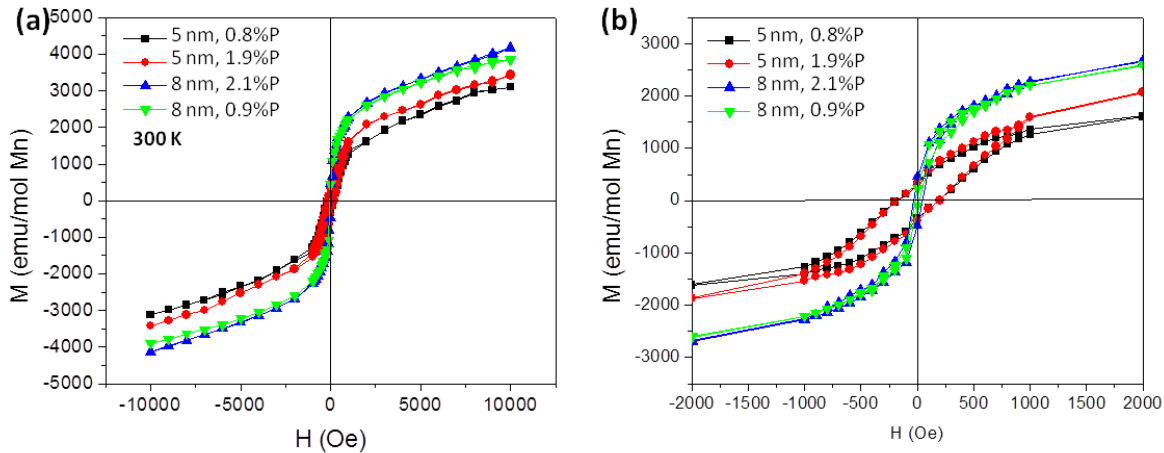 (a)
5000
4000
3000
2000
1000
0
-1000
-2000
-3000
-4000
-5000
M (emu/mol Mn)
5 nm, 0.8%P
5 nm, 1.9%P
8 nm, 2.1%P
8 nm, 0.9%P
300 K
-10000 -5000 0 5000 10000
H (Oe)
(b)
3000
2000
1000
0
-1000
-2000
-3000
M (emu/mol Mn)
5 nm, 0.8%P
5 nm, 1.9%P
8 nm, 2.1%P
8 nm, 0.9%P
-2000 -1000 -500 0 500 1000 1500 2000
H (Oe)